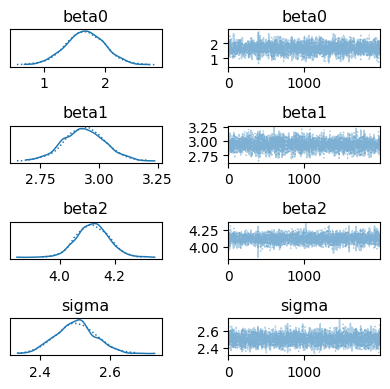 beta0 beta0
2
1
1 2 0 1000
beta1 beta1
3.25
3.00
2.75
2.75 3.00 3.25 0 1000
beta2 beta2
4.25
4.00
4.0 4.2 0 1000
sigma sigma
2.6
2.4
2.4 2.6 0 1000